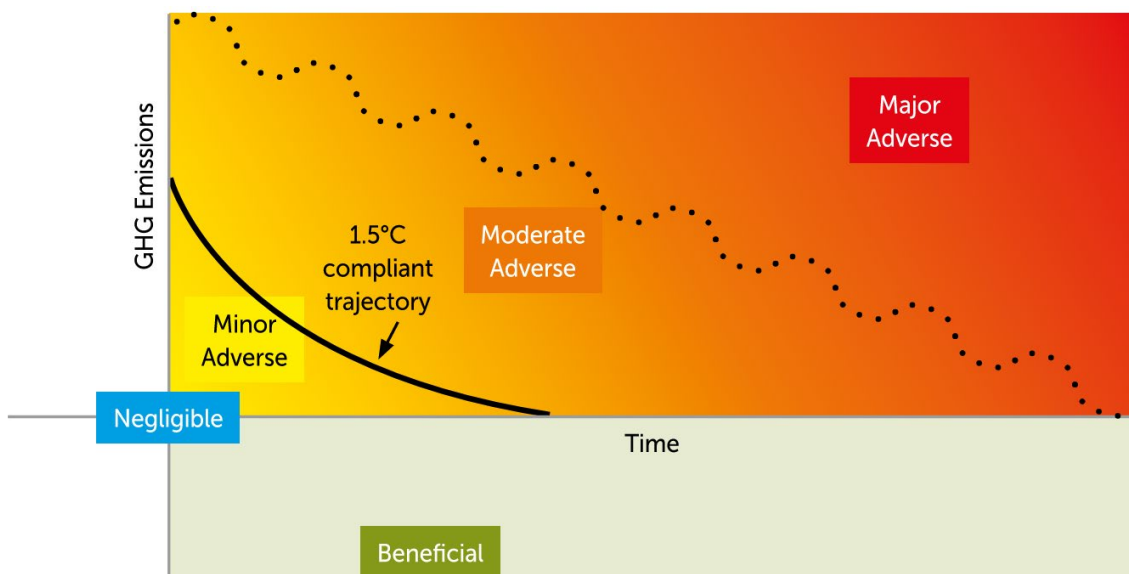 GHG Emissions
Major
Adverse
1.5°C
compliant
trajectory
Moderate
Adverse
Minor
Adverse
Negligible
Time
Beneficial